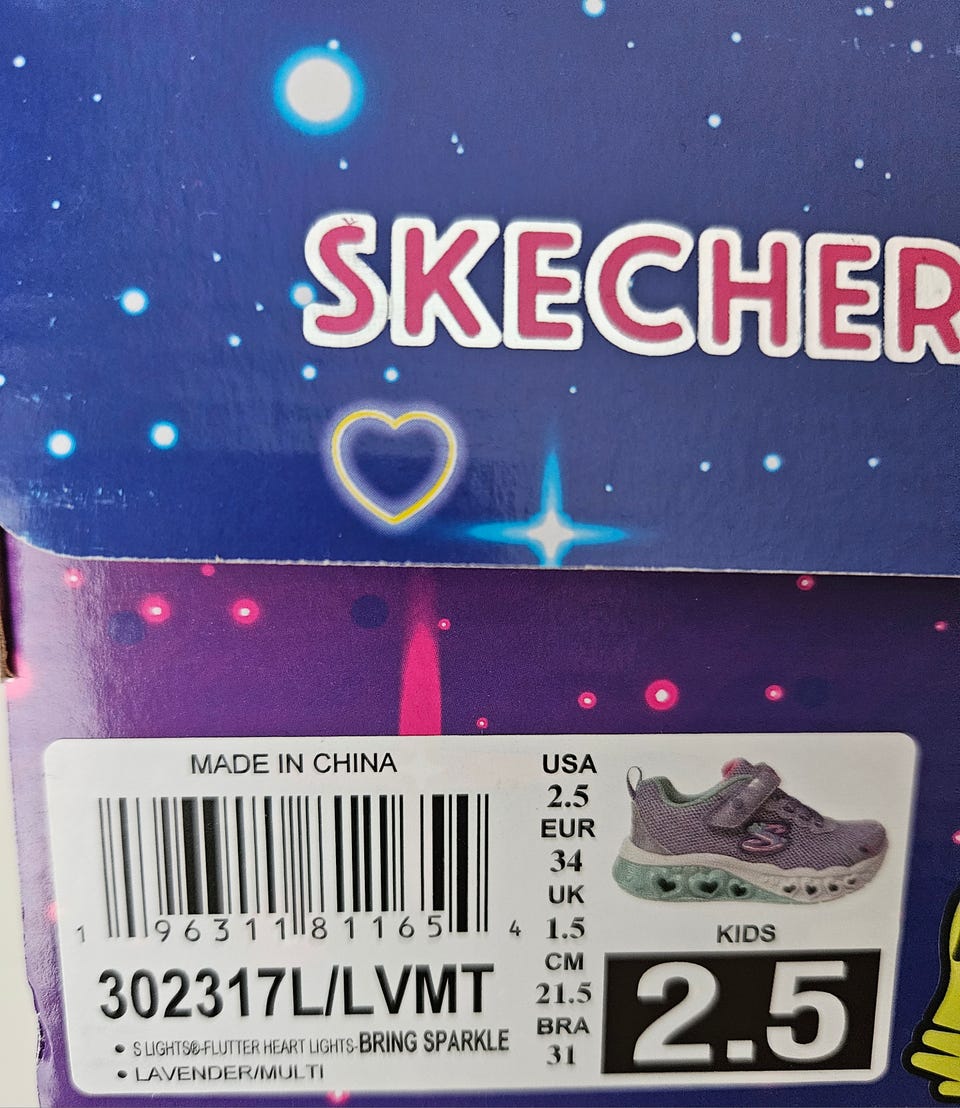 SKECHER
MADE IN CHINA
1 96311 81165 4
302317L/LVMT
• S LIGHTS®-FLUTTER HEART LIGHTS-BRING SPARKLE
• LAVENDER/MULTI
USA
2.5
EUR
34
UK
1.5
CM
21.5
BRA
31
S
KIDS
2.5